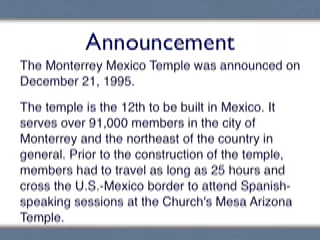 Announcement
The Monterrey Mexico Temple was announced on
December 21, 1995.
The temple is the 12th to be built in Mexico. It
serves over 91,000 members in the city of
Monterrey and the northeast of the country in
general. Prior to the construction of the temple,
members had to travel as long as 25 hours and
cross the U.S.-Mexico border to attend Spanish-
speaking sessions at the Church's Mesa Arizona
Temple.